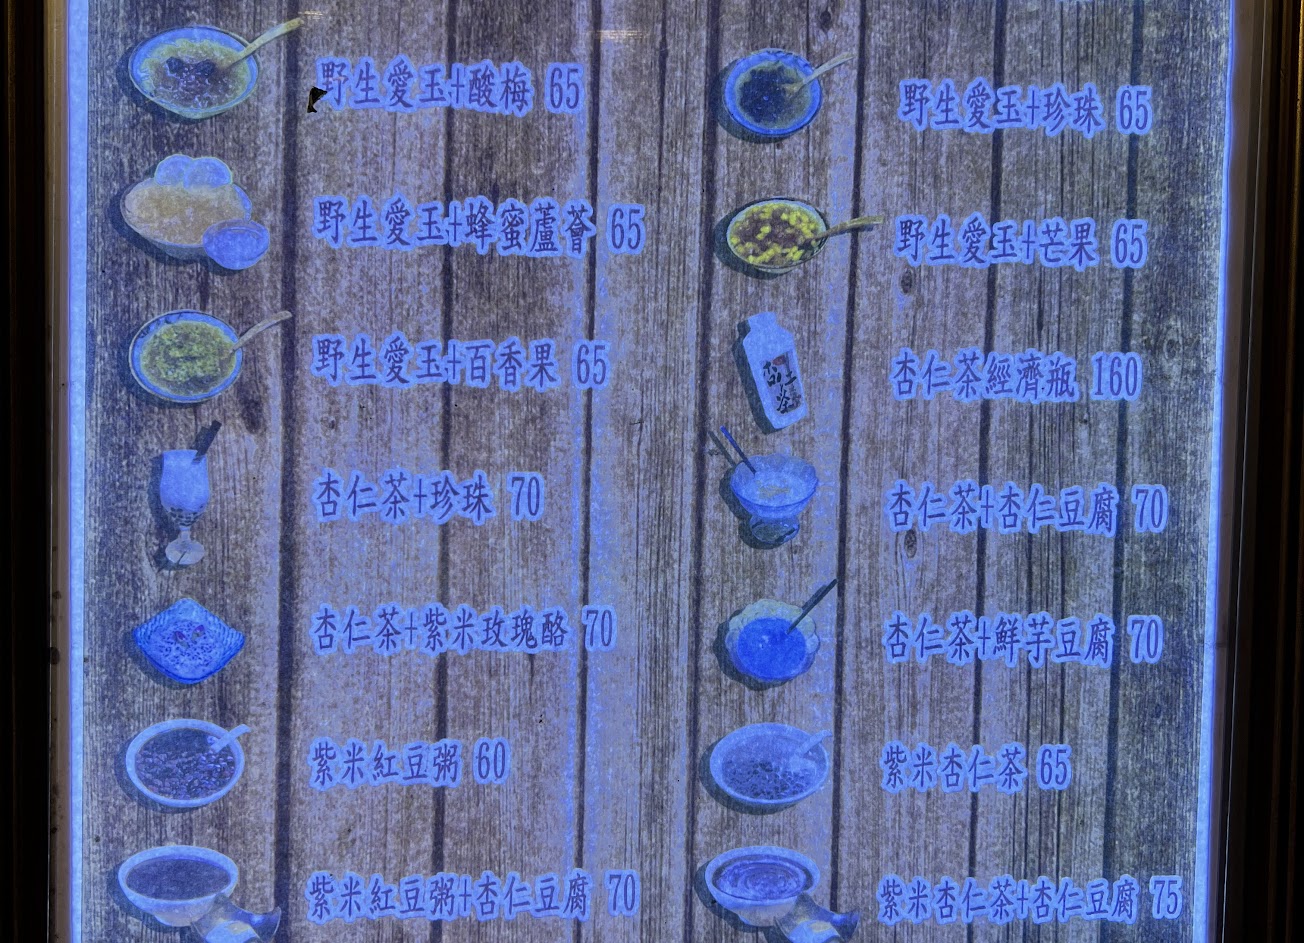 野生愛玉+酸梅 65
野生愛玉+珍珠 65
野生愛玉+蜂蜜蘆薈 65
野生愛玉+芒果 65
野生愛玉+百香果 65
杏仁茶經濟瓶 160
杏仁茶
杏仁茶+珍珠 70
杏仁茶+杏仁豆腐 70
杏仁茶+紫米玫瑰酪 70
杏仁茶+鮮芋豆腐 70
紫米紅豆粥 60
紫米杏仁茶 65
紫米紅豆粥+杏仁豆腐 70
紫米杏仁茶+杏仁豆腐 75